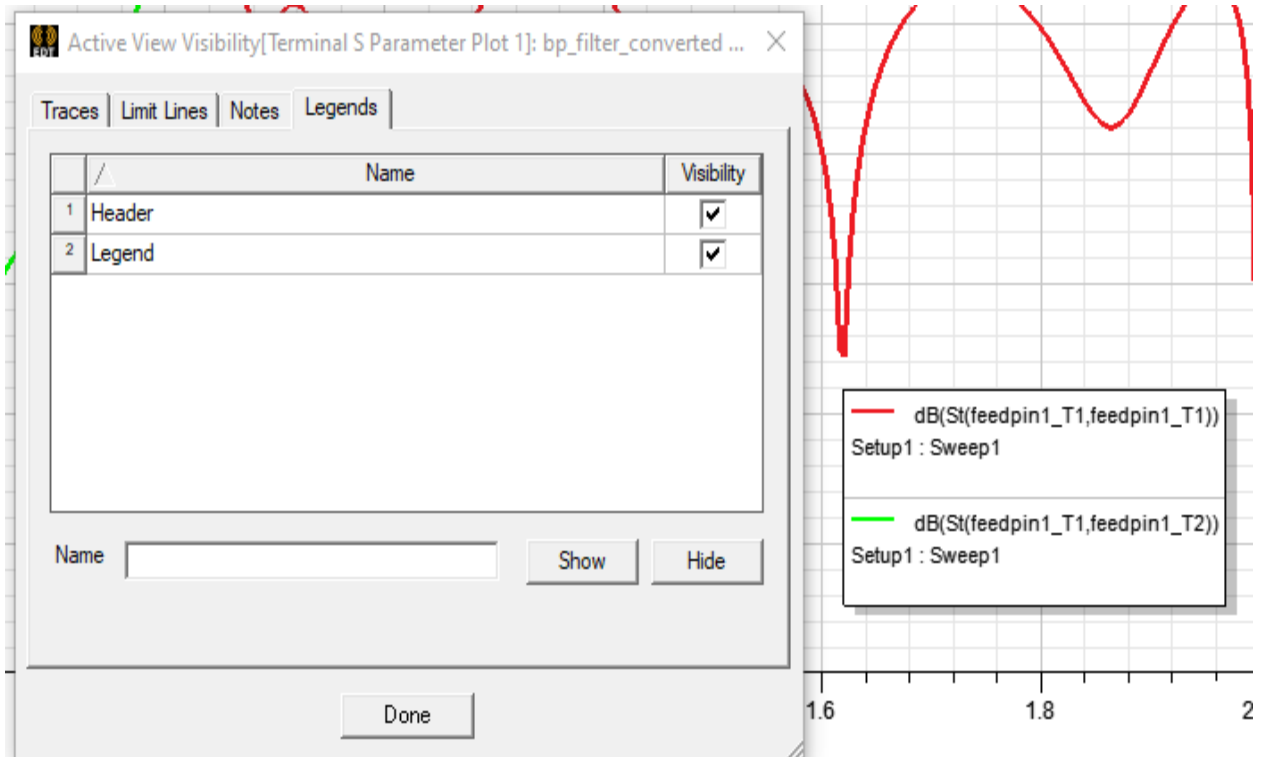 EDT
Active View Visibility[Terminal S Parameter Plot 1]: bp_filter_converted ...
Traces Limit Lines Notes Legends
Name Visibility
1 Header
2 Legend
Name Show Hide
Done
dB(St(feedpin1_T1,feedpin1_T1))
Setup1 : Sweep1
dB(St(feedpin1_T1,feedpin1_T2))
Setup1 : Sweep1
1.6 1.8 2